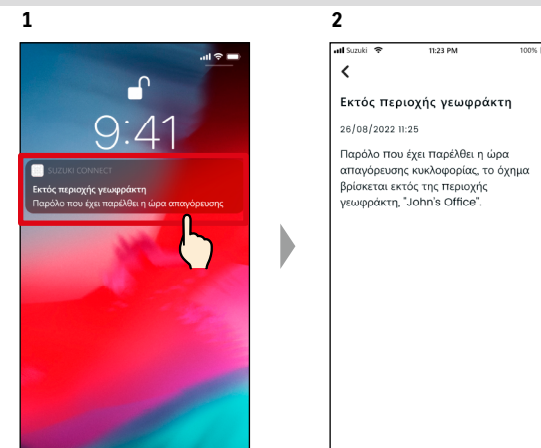 1
9:41
SUZUKI CONNECT
Εκτός περιοχής γεωφράκτη
Παρόλο που έχει παρέλθει η ώρα απαγόρευσης
2
Suzuki 11:23 PM 100%
Εκτός περιοχής γεωφράκτη
26/08/2022 11:25
Παρόλο που έχει παρέλθει η ώρα
απαγόρευσης κυκλοφορίας, το όχημα
βρίσκεται εκτός της περιοχής
γεωφράκτη, "John's Office".